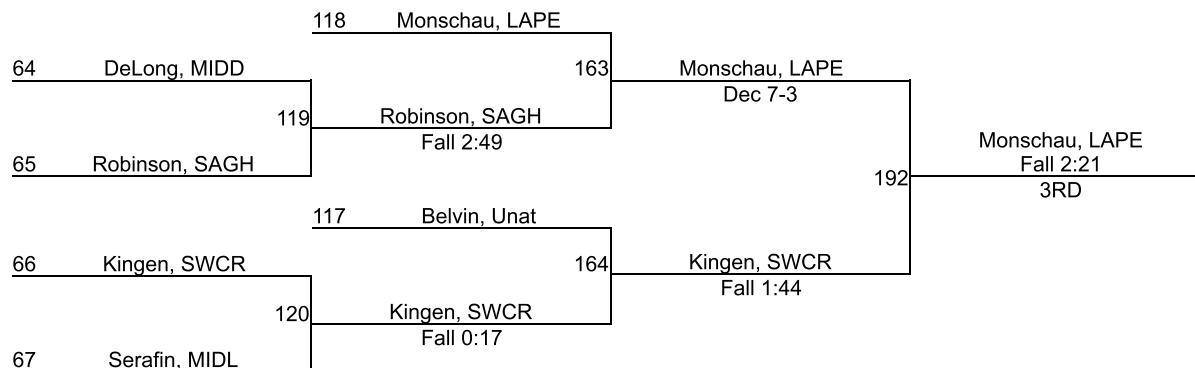 118 Monschau, LAPE
64 DeLong, MIDD
163 Monschau, LAPE
Dec 7-3
119 Robinson, SAGH
Fall 2:49
Monschau, LAPE
65 Robinson, SAGH
Fall 2:21
192
3RD
117 Belvin, Unat
66 Kingen, SWCR
164 Kingen, SWCR
Fall 1:44
120 Kingen, SWCR
Fall 0:17
67 Serafin, MIDL